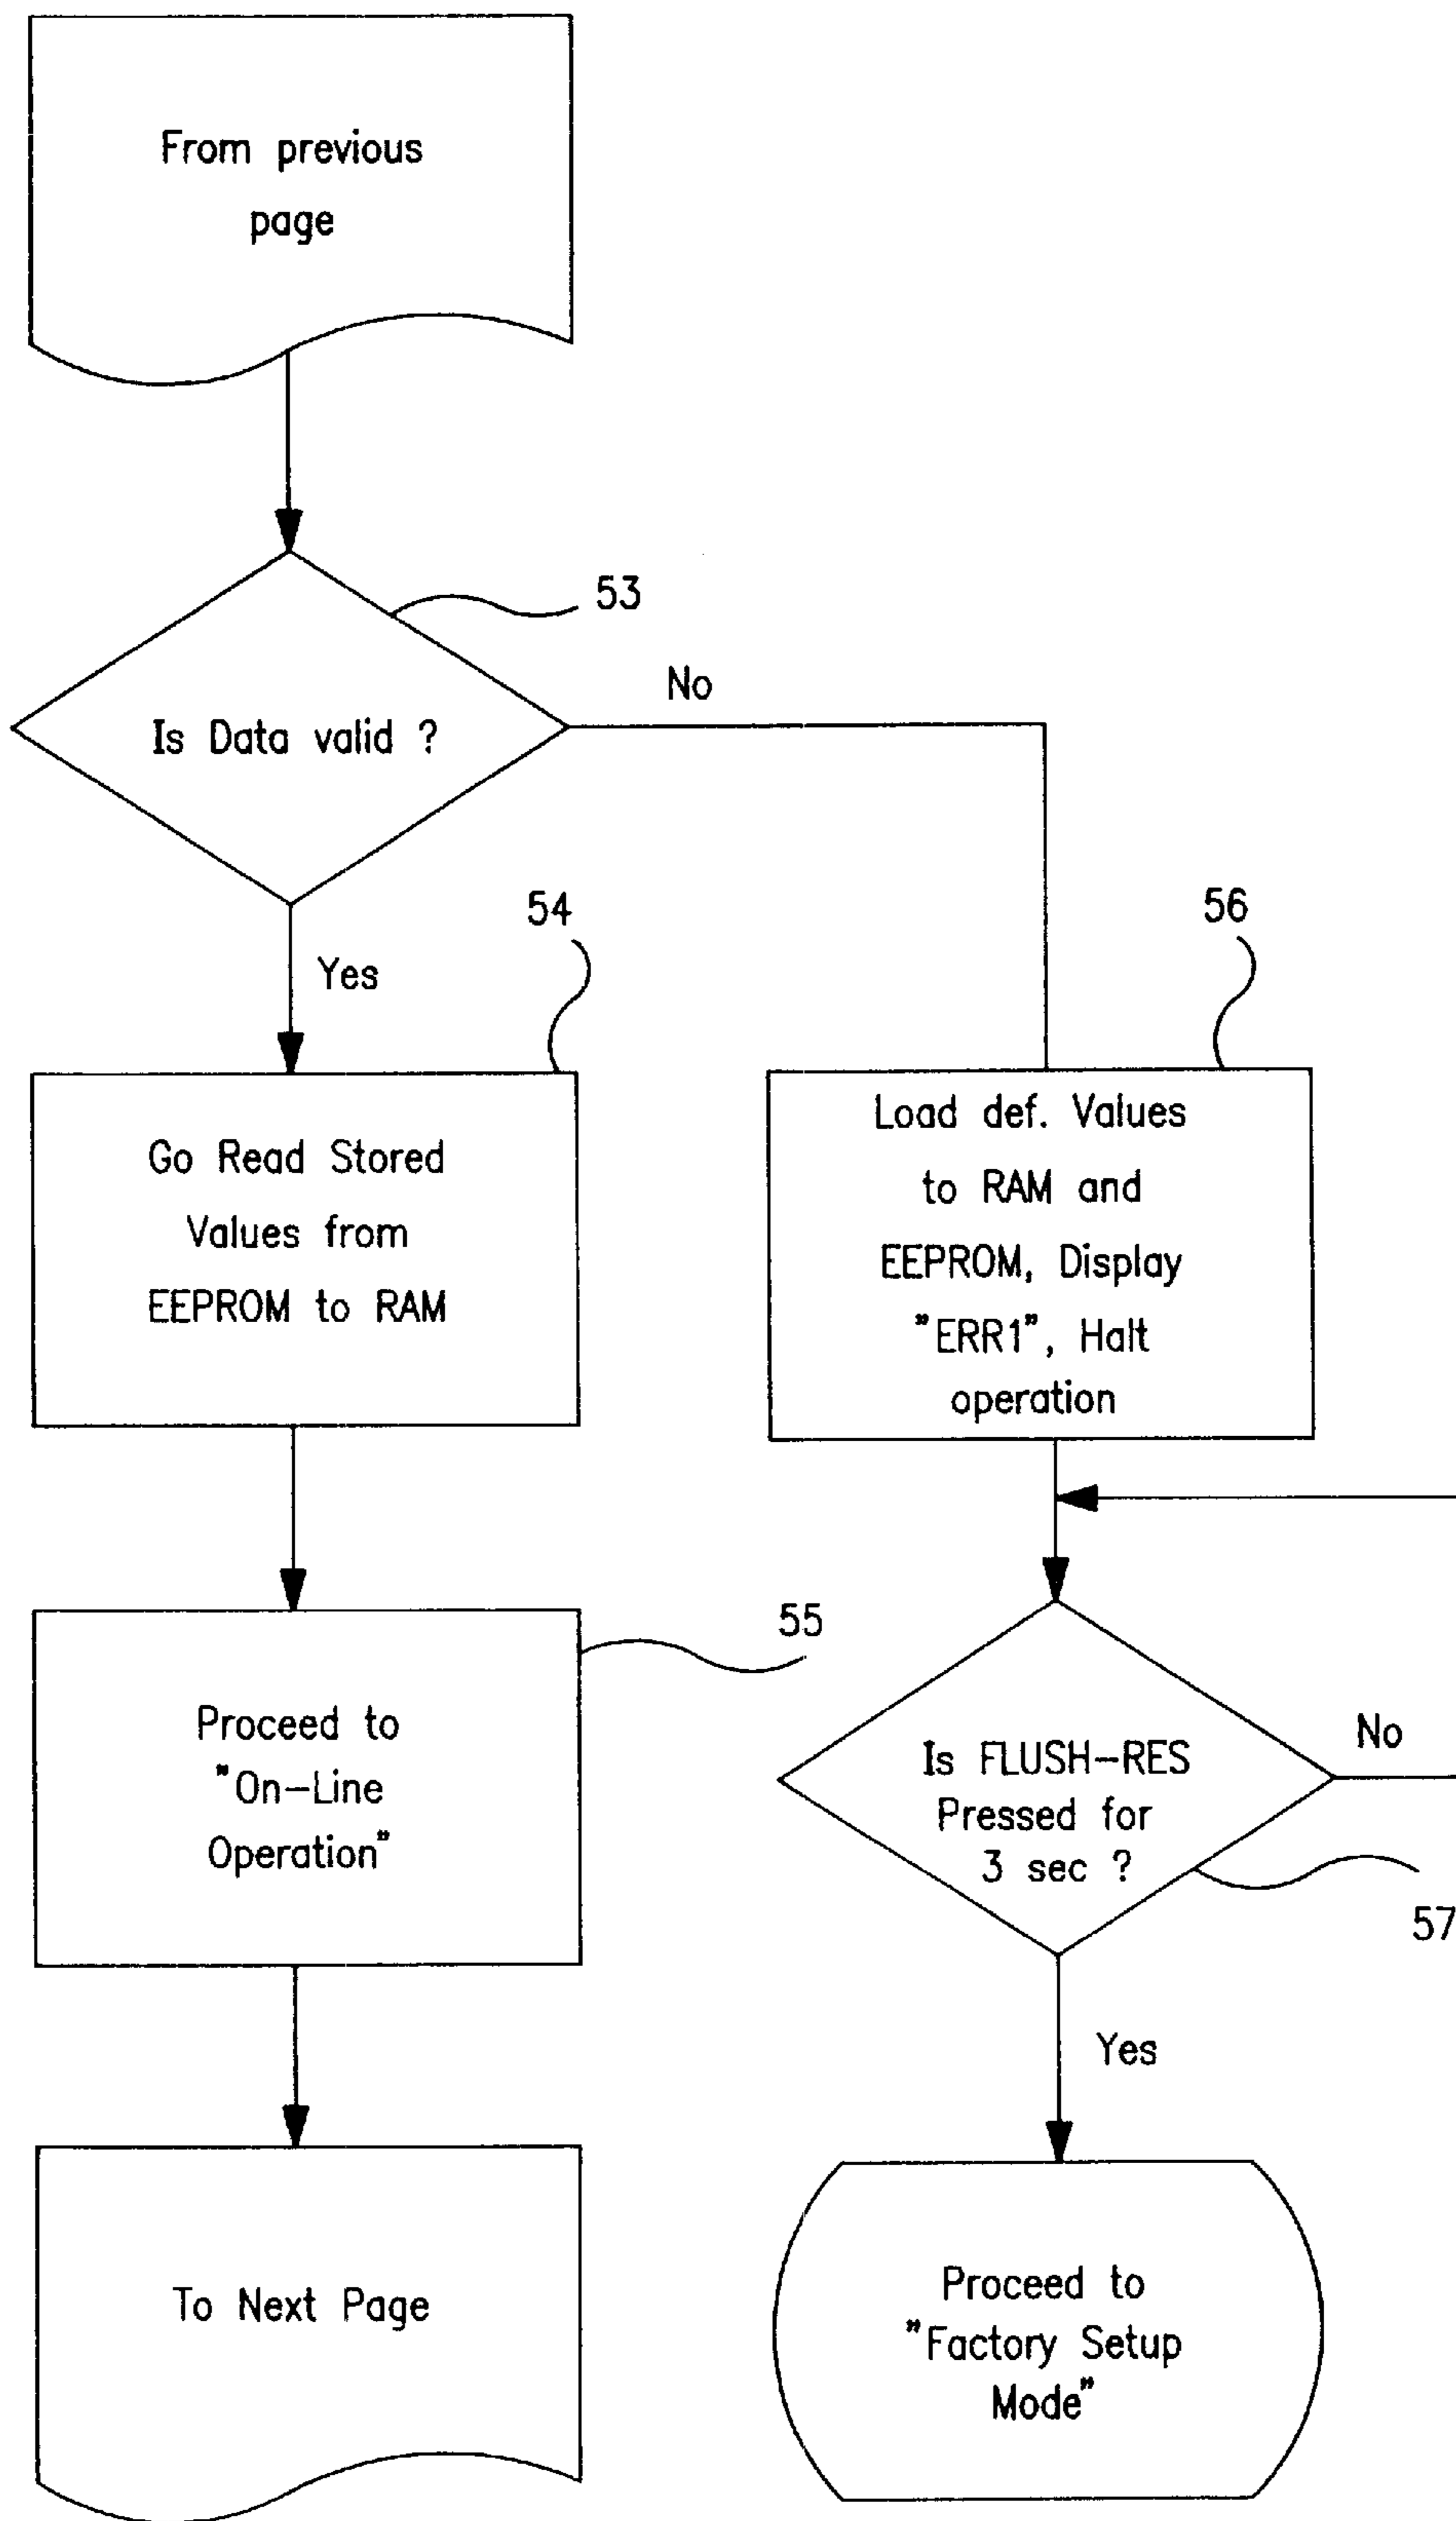 From previous
page
53
No
Is Data valid ?
54
56
Yes
Go Read Stored
Values from
EEPROM to RAM
Load def. Values
to RAM and
EEPROM, Display
"ERR1", Halt
operation
55
Proceed to
"On-Line
Operation"
No
Is FLUSH-RES
Pressed for
3 sec ?
57
Yes
To Next Page
Proceed to
"Factory Setup
Mode"